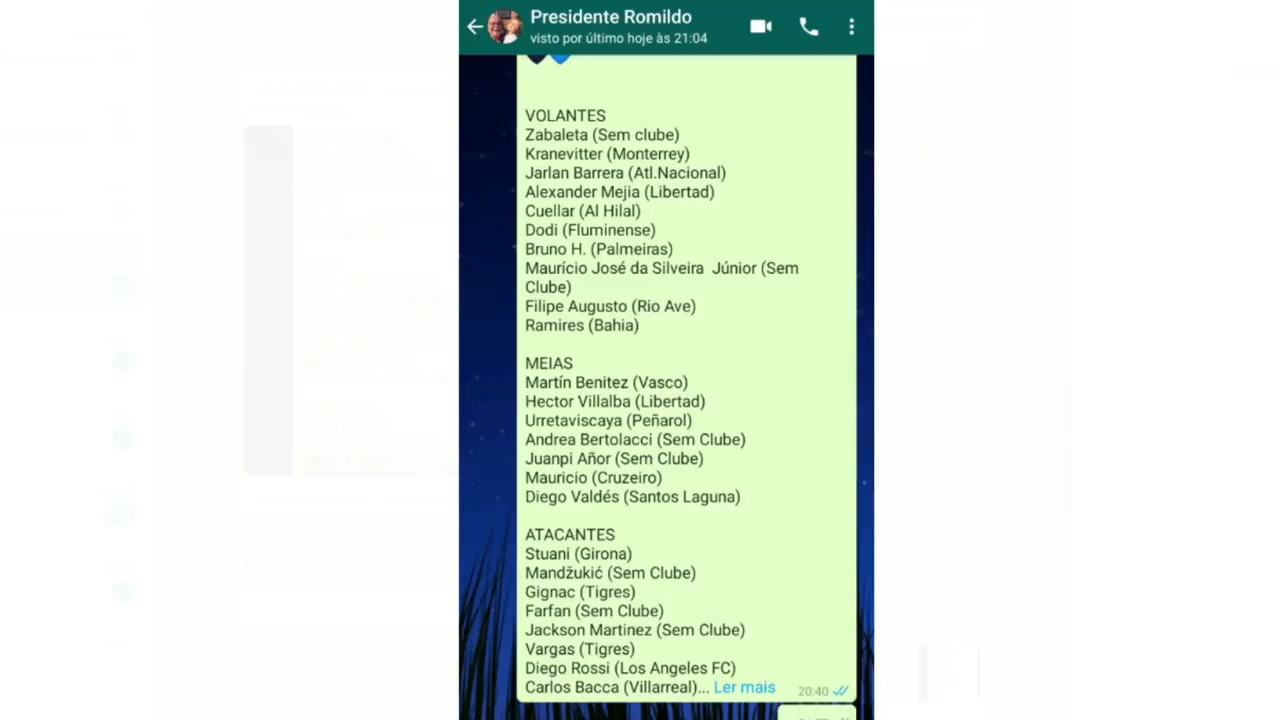 Presidente Romildo
visto por último hoje às 21:04
VOLANTES
Zabaleta (Sem clube)
Kranevitter (Monterrey)
Jarlan Barrera (Atl.Nacional)
Alexander Mejia (Libertad)
Cuellar (Al Hilal)
Dodi (Fluminense)
Bruno H. (Palmeiras)
Maurício José da Silveira Júnior (Sem
Clube)
Filipe Augusto (Rio Ave)
Ramires (Bahia)
MEIAS
Martín Benitez (Vasco)
Hector Villalba (Libertad)
Urretaviscaya (Peñarol)
Andrea Bertolacci (Sem Clube)
Juanpi Añor (Sem Clube)
Mauricio (Cruzeiro)
Diego Valdés (Santos Laguna)
ATACANTES
Stuani (Girona)
Mandžukić (Sem Clube)
Gignac (Tigres)
Farfan (Sem Clube)
Jackson Martinez (Sem Clube)
Vargas (Tigres)
Diego Rossi (Los Angeles FC)
Carlos Bacca (Villarreal)... Ler mais
20:40